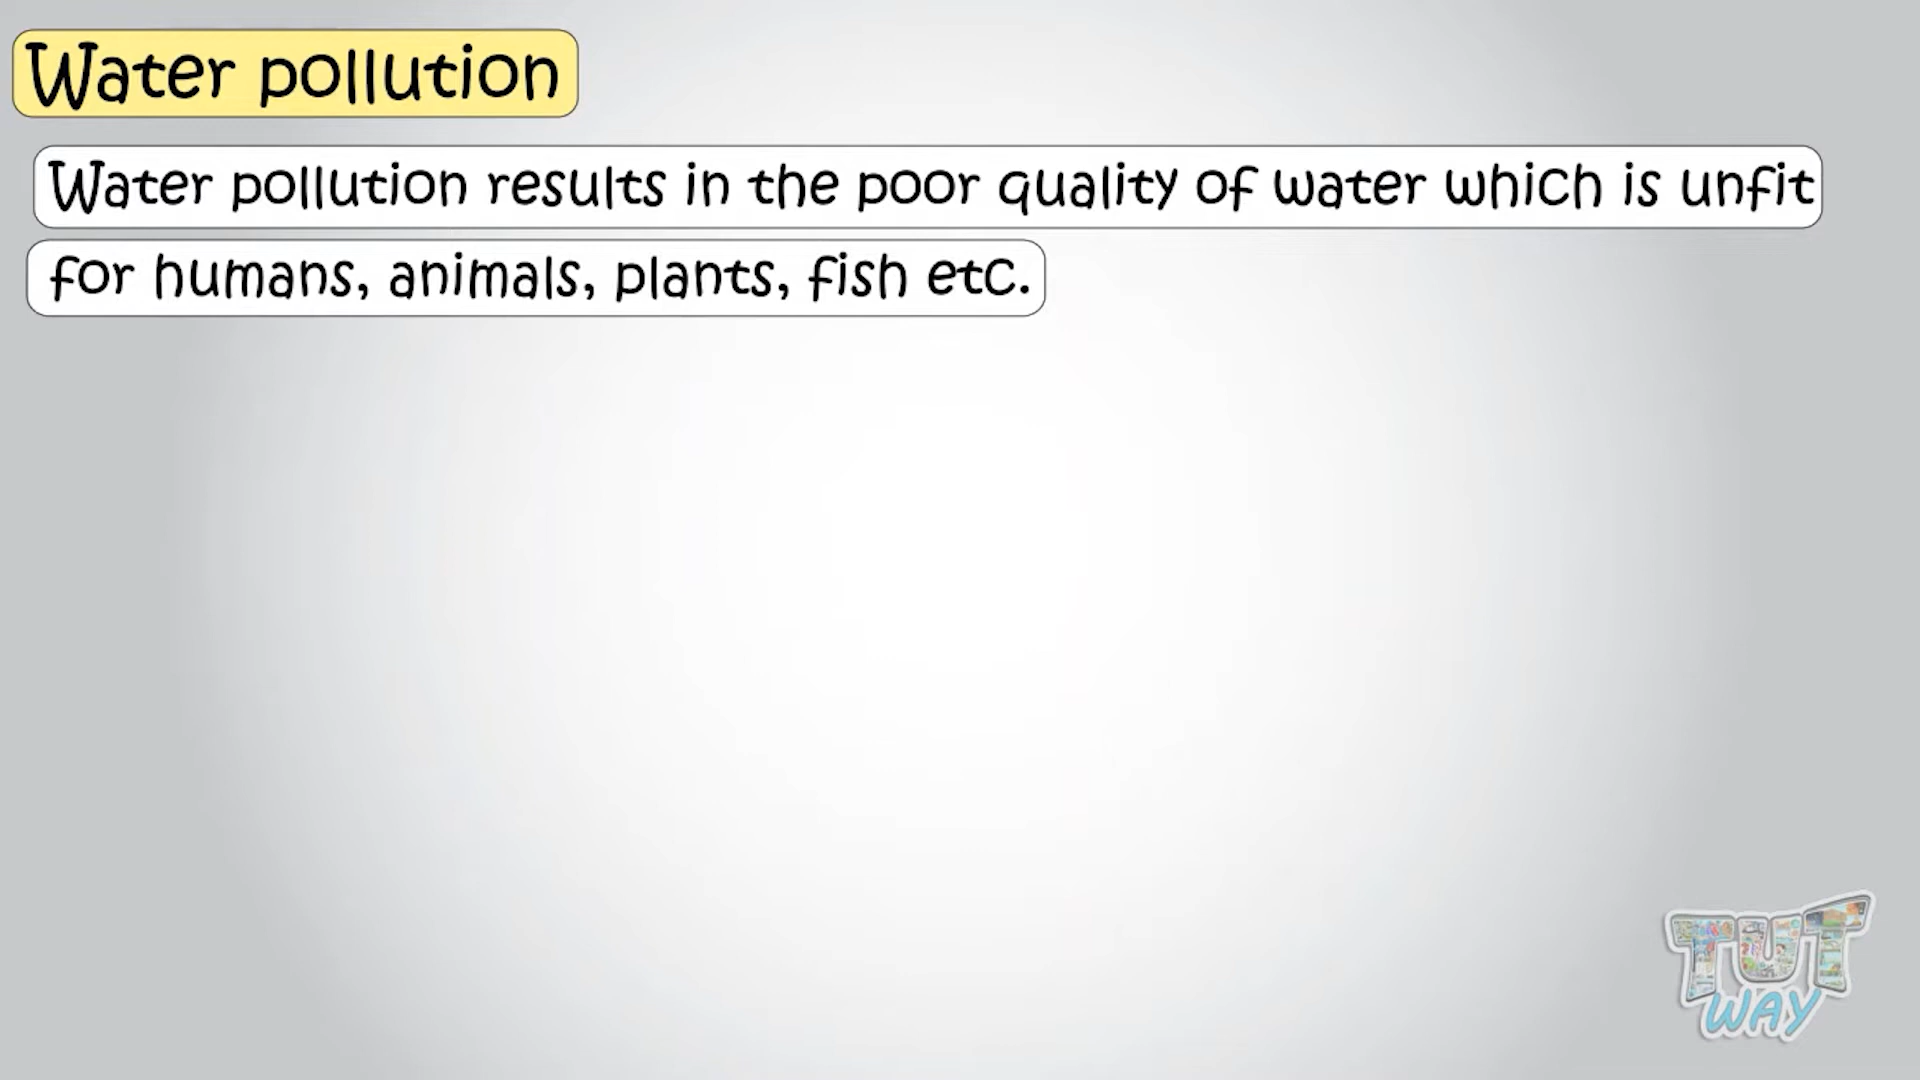 Water pollution
Water pollution results in the poor quality of water which is unfit
for humans, animals, plants, fish etc.
TUT
WAY